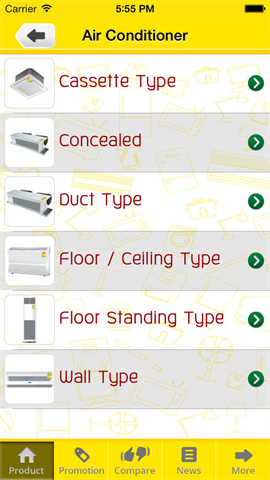 Carrier 5:55 PM
Air Conditioner
Cassette Type
Concealed
Duct Type
Floor / Ceiling Type
Floor Standing Type
Wall Type
Product Promotion Compare News More